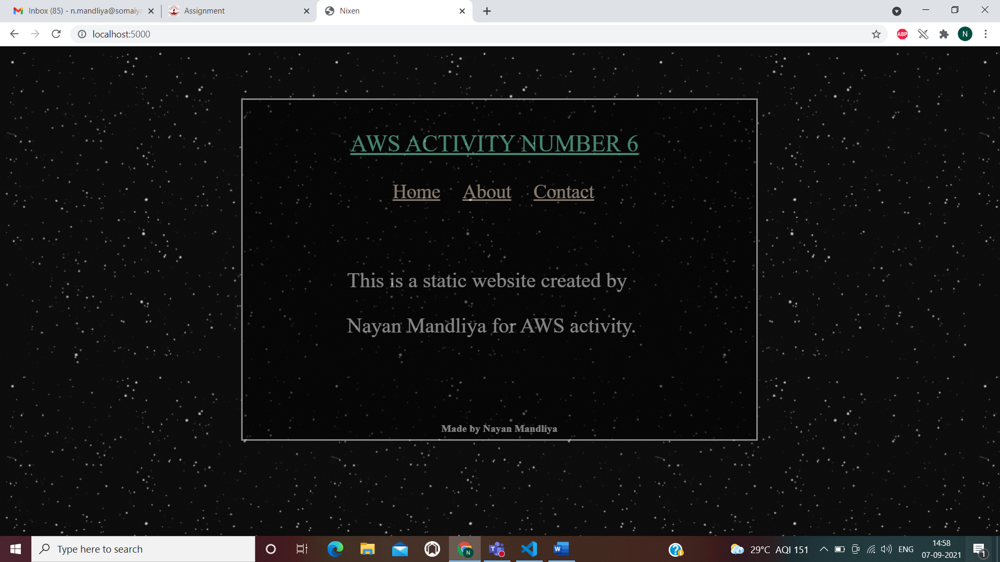 Inbox (85) - n.mandliya@somaiya
Assignment
Nixen
localhost:5000
ABP
N
AWS ACTIVITY NUMBER 6
Home About Contact
This is a static website created by
Nayan Mandliya for AWS activity.
Made by Nayan Mandliya
Type here to search
29°C AQI 151
ENG
14:58
07-09-2021
1